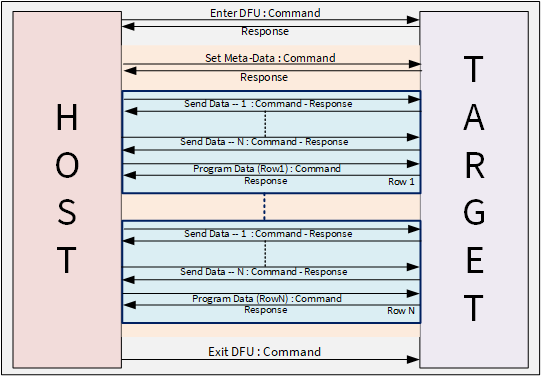 Enter DFU : Command
Response
Set Meta-Data : Command
Response
HOST
TARGET
Send Data -- 1 : Command - Response
Send Data -- N : Command - Response
Program Data (Row1) : Command
Response
Row 1
Send Data -- 1 : Command - Response
Send Data -- N : Command - Response
Program Data (RowN) : Command
Response
Row N
Exit DFU : Command